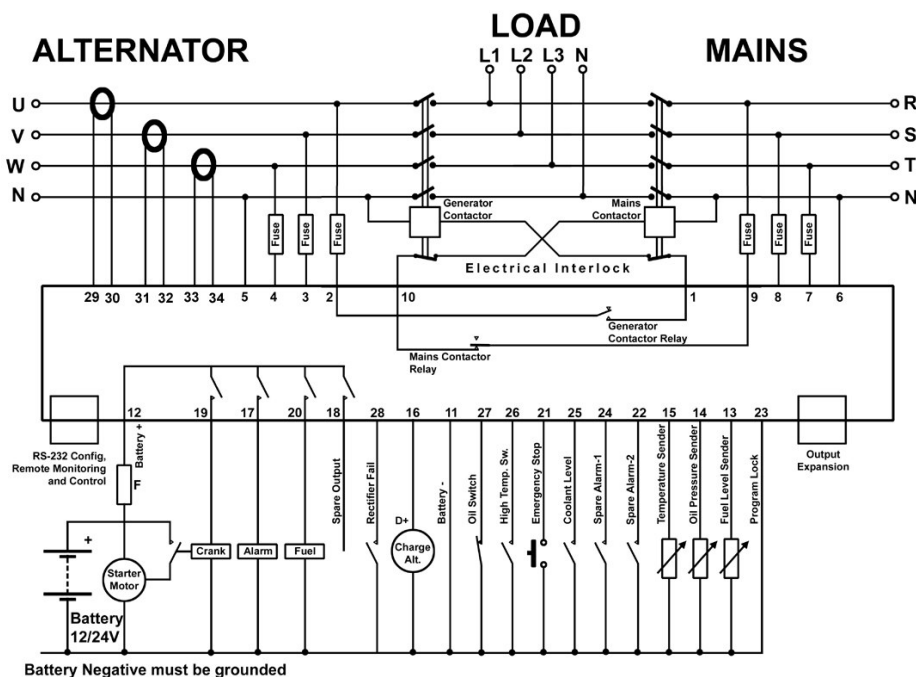 ALTERNATOR
LOAD
MAINS
L1 L2 L3 N
U
R
V
S
W
T
N
N
Generator
Contactor
Mains
Contactor
Fuse
Fuse
Fuse
Fuse
Fuse
Fuse
Electrical Interlock
29 30 31 32 33 34 5 4 3 2 10 1 9 8 7 6
Generator
Contactor Relay
Mains Contactor
Relay
12 19 17 20 18 28 16 11 27 26 21 25 24 22 15 14 13 23
RS-232 Config,
Remote Monitoring
and Control
Output
Expansion
Battery +
F
Spare Output
Rectifier Fail
Battery -
Oil Switch
High Temp. Sw.
Emergency Stop
Coolant Level
Spare Alarm-1
Spare Alarm-2
Temperature Sender
Oil Pressure Sender
Fuel Level Sender
Program Lock
D+
Charge
Alt.
+
Crank
Alarm
Fuel
Starter
Motor
Battery
12/24V
Battery Negative must be grounded